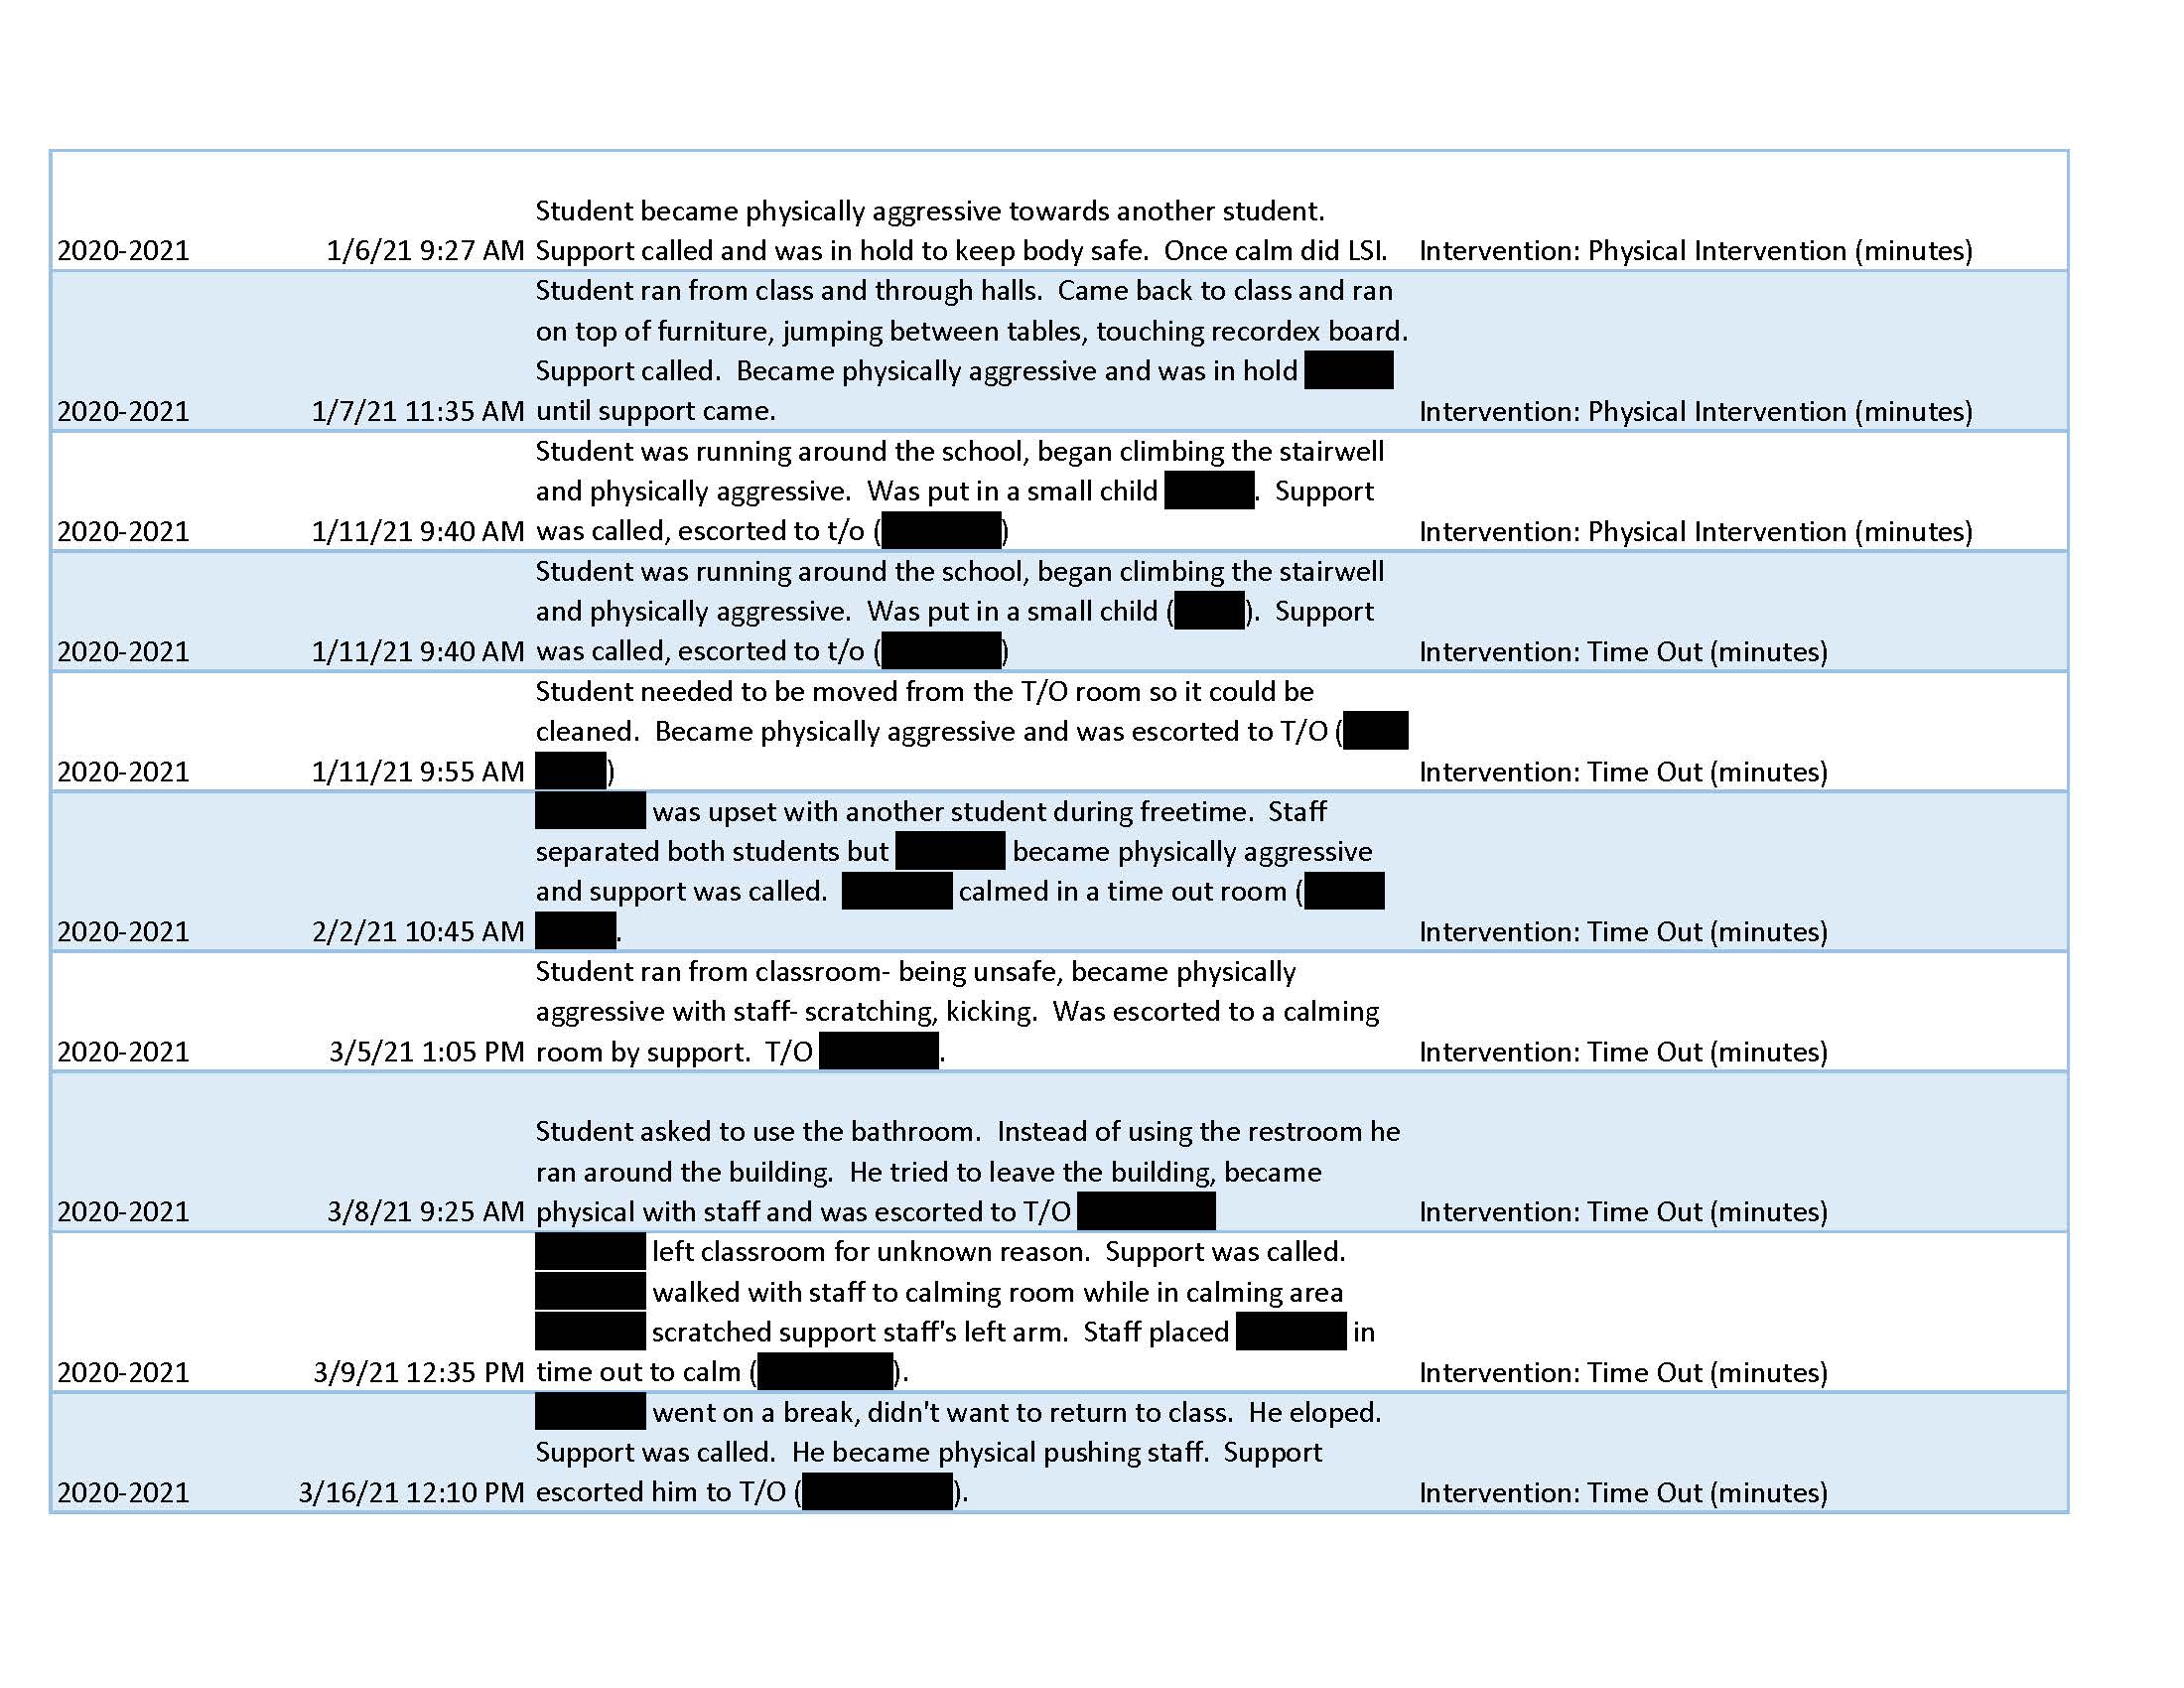 Student became physically aggressive towards another student.
2020-2021 1/6/21 9:27 AM Support called and was in hold to keep body safe.  Once calm did LSI. Intervention: Physical Intervention (minutes)
Student ran from class and through halls.  Came back to class and ran
on top of furniture, jumping between tables, touching recordex board.
Support called.  Became physically aggressive and was in hold
2020-2021 1/7/21 11:35 AM until support came. Intervention: Physical Intervention (minutes)
Student was running around the school, began climbing the stairwell
and physically aggressive.  Was put in a small child .  Support
2020-2021 1/11/21 9:40 AM was called, escorted to t/o () Intervention: Physical Intervention (minutes)
Student was running around the school, began climbing the stairwell
and physically aggressive.  Was put in a small child ().  Support
2020-2021 1/11/21 9:40 AM was called, escorted to t/o () Intervention: Time Out (minutes)
Student needed to be moved from the T/O room so it could be
cleaned.  Became physically aggressive and was escorted to T/O (
2020-2021 1/11/21 9:55 AM ) Intervention: Time Out (minutes)
was upset with another student during freetime.  Staff
separated both students but became physically aggressive
and support was called. calmed in a time out room (
2020-2021 2/2/21 10:45 AM . Intervention: Time Out (minutes)
Student ran from classroom- being unsafe, became physically
aggressive with staff- scratching, kicking.  Was escorted to a calming
2020-2021 3/5/21 1:05 PM room by support.  T/O . Intervention: Time Out (minutes)
Student asked to use the bathroom.  Instead of using the restroom he
ran around the building.  He tried to leave the building, became
2020-2021 3/8/21 9:25 AM physical with staff and was escorted to T/O Intervention: Time Out (minutes)
left classroom for unknown reason.  Support was called.
walked with staff to calming room while in calming area
scratched support staff's left arm.  Staff placed in
2020-2021 3/9/21 12:35 PM time out to calm (). Intervention: Time Out (minutes)
went on a break, didn't want to return to class.  He eloped.
Support was called.  He became physical pushing staff.  Support
2020-2021 3/16/21 12:10 PM escorted him to T/O (). Intervention: Time Out (minutes)